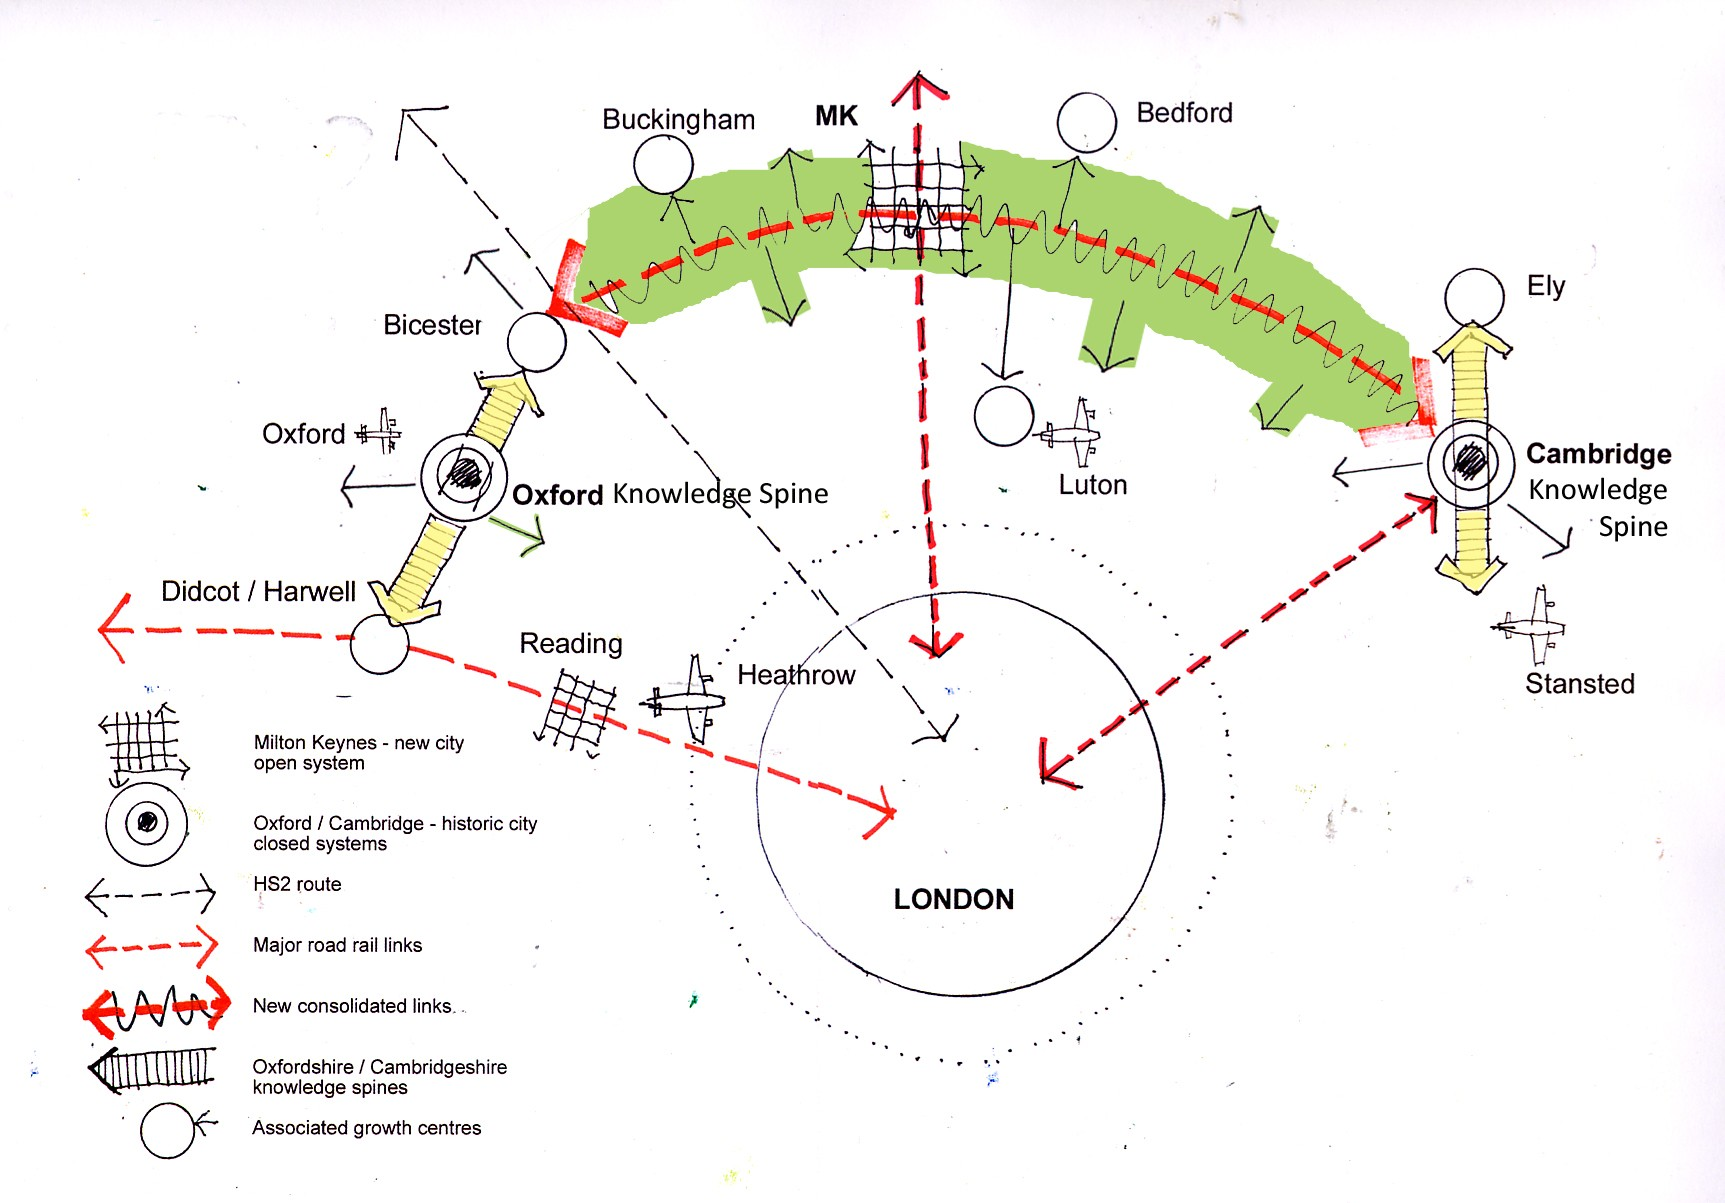 Buckingham
MK
Bedford
Bicester
Ely
Oxford
Oxford Knowledge Spine
Luton
Cambridge
Knowledge
Spine
Didcot / Harwell
Reading
Heathrow
Stansted
LONDON
Milton Keynes - new city
open system
Oxford / Cambridge - historic city
closed systems
HS2 route
Major road rail links
New consolidated links..
Oxfordshire / Cambridgeshire
knowledge spines
Associated growth centres